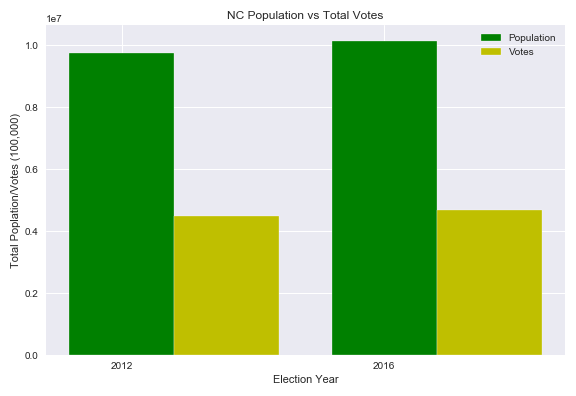 NC Population vs Total Votes
1e7
Population
Votes
1.0
0.8
0.6
0.4
0.2
0.0
Total Poplation/Votes (100,000)
2012
2016
Election Year